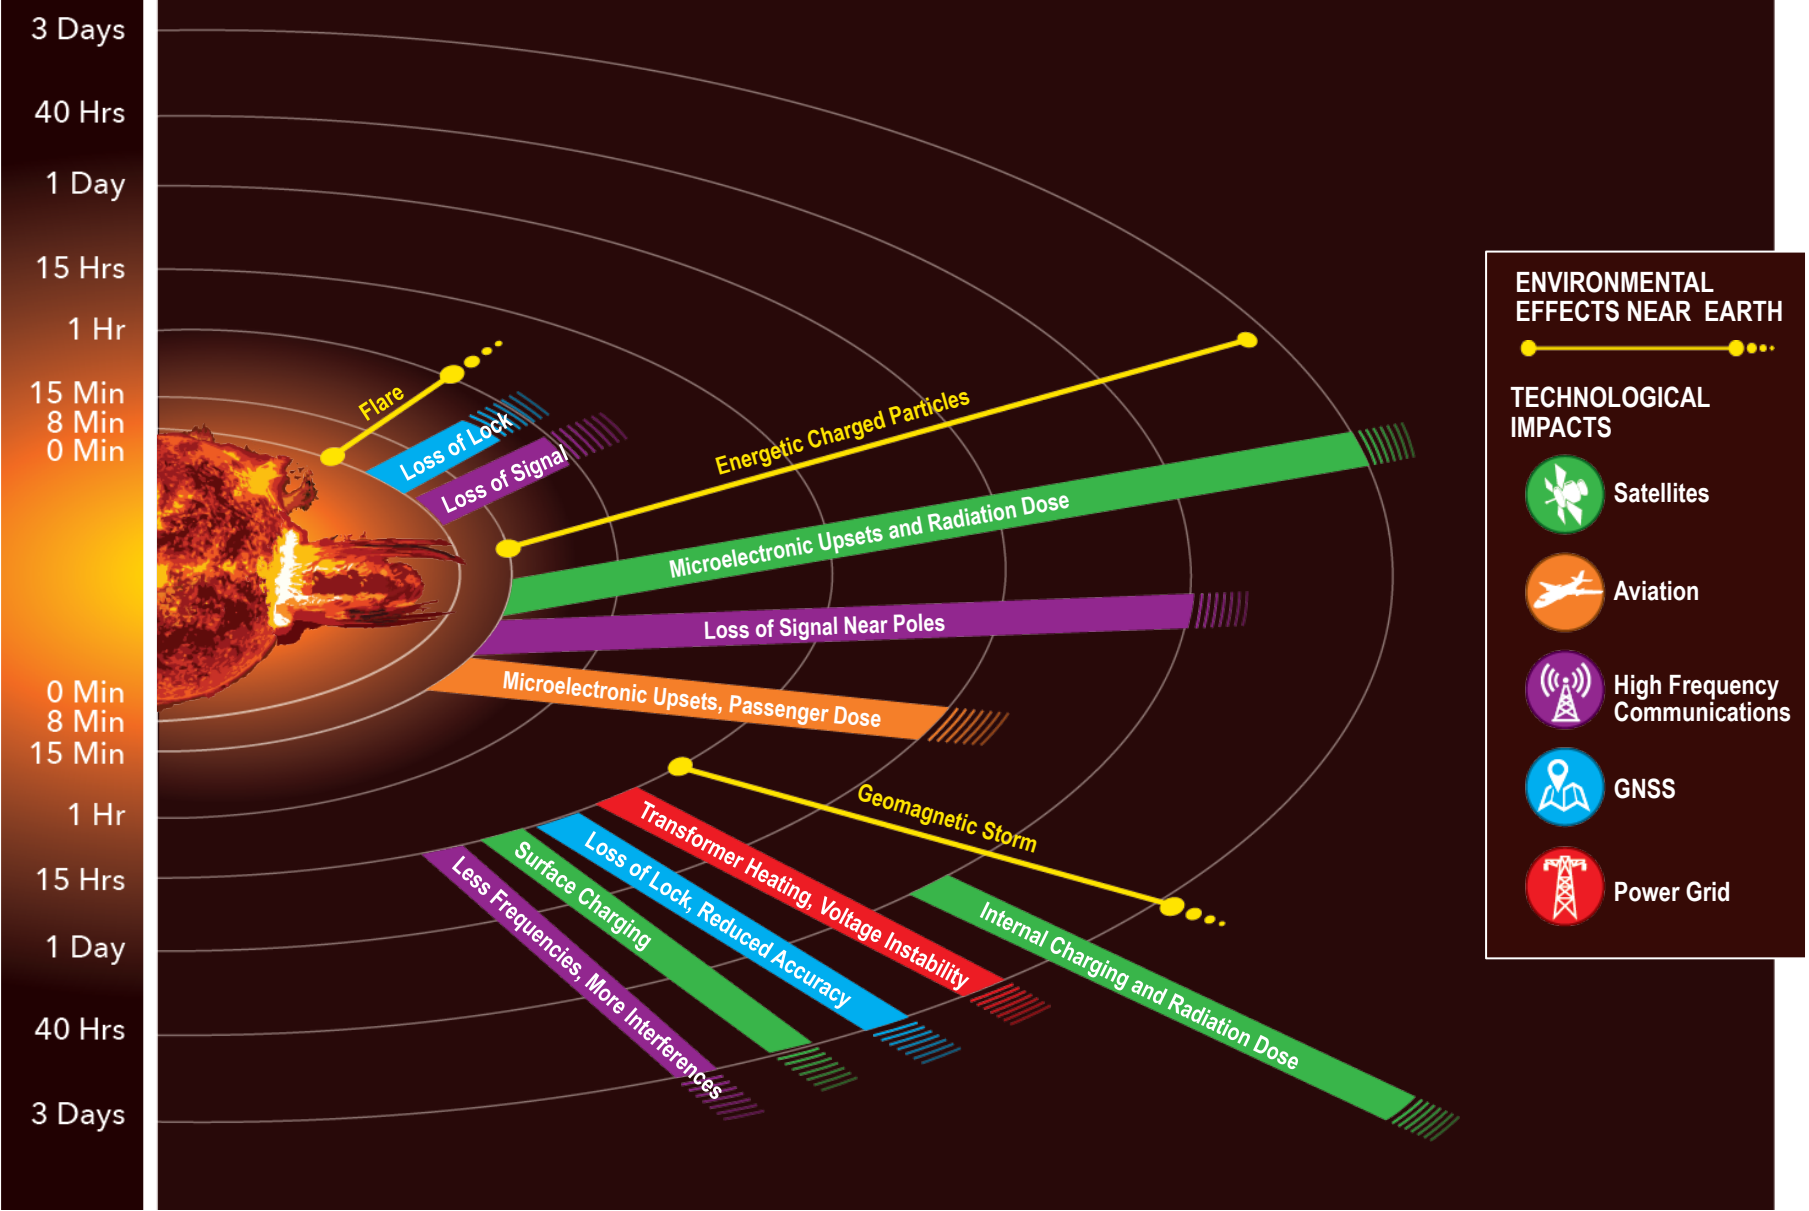 3 Days
40 Hrs
1 Day
15 Hrs
1 Hr
15 Min
8 Min
0 Min
0 Min
8 Min
15 Min
1 Hr
15 Hrs
1 Day
40 Hrs
3 Days
Flare
Loss of Lock
Loss of Signal
Energetic Charged Particles
Microelectronic Upsets and Radiation Dose
Loss of Signal Near Poles
Microelectronic Upsets, Passenger Dose
Geomagnetic Storm
Transformer Heating, Voltage Instability
Loss of Lock, Reduced Accuracy
Surface Charging
Less Frequencies, More Interferences
Internal Charging and Radiation Dose
ENVIRONMENTAL
EFFECTS NEAR EARTH
TECHNOLOGICAL
IMPACTS
Satellites
Aviation
High Frequency
Communications
GNSS
Power Grid